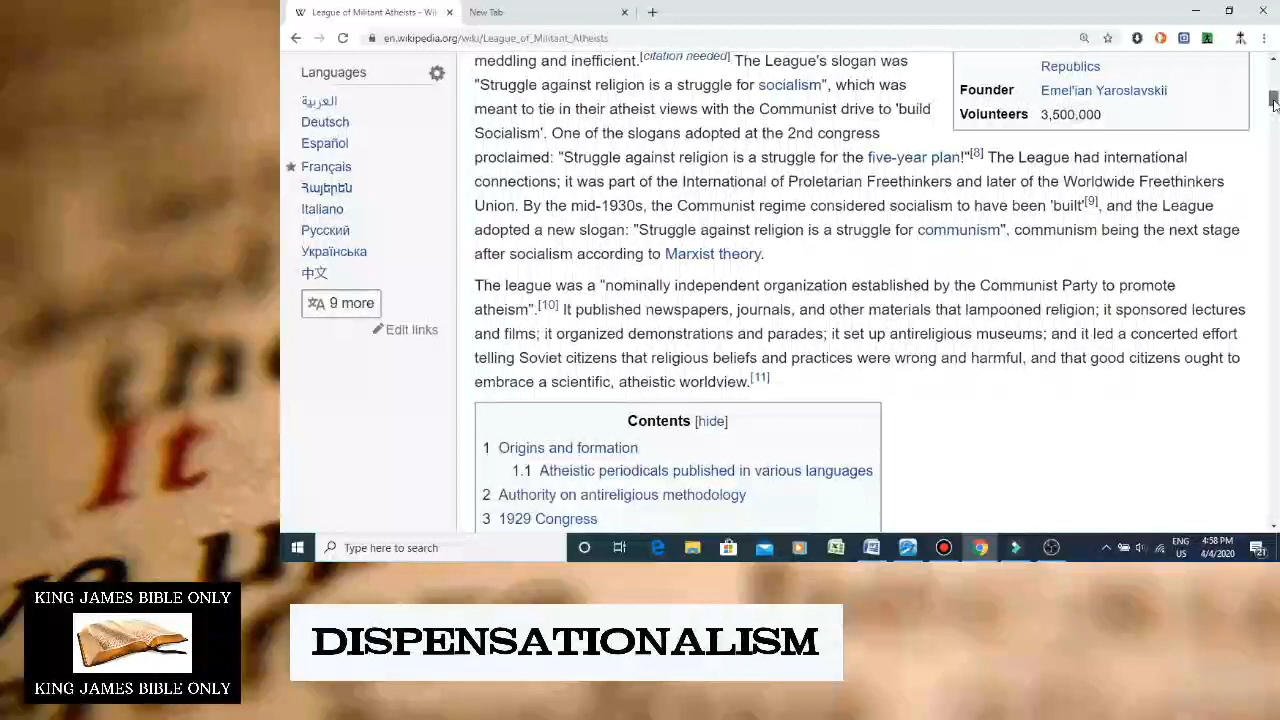 League of Militant Atheists - Wi
New Tab
en.wikipedia.org/wiki/League_of_Militant_Atheists
Languages
العربية
Deutsch
Español
Français
Հայերեն
Italiano
Русский
Українська
中文
9 more
Edit links
meddling and inefficient.[citation needed] The League's slogan was
"Struggle against religion is a struggle for socialism", which was
meant to tie in their atheist views with the Communist drive to 'build
Socialism'. One of the slogans adopted at the 2nd congress
proclaimed: "Struggle against religion is a struggle for the five-year plan!"[8] The League had international
connections; it was part of the International of Proletarian Freethinkers and later of the Worldwide Freethinkers
Union. By the mid-1930s, the Communist regime considered socialism to have been 'built'[9], and the League
adopted a new slogan: "Struggle against religion is a struggle for communism", communism being the next stage
after socialism according to Marxist theory.
Republics
Founder Emel'ian Yaroslavskii
Volunteers 3,500,000
The league was a "nominally independent organization established by the Communist Party to promote
atheism".[10] It published newspapers, journals, and other materials that lampooned religion; it sponsored lectures
and films; it organized demonstrations and parades; it set up antireligious museums; and it led a concerted effort
telling Soviet citizens that religious beliefs and practices were wrong and harmful, and that good citizens ought to
embrace a scientific, atheistic worldview.[11]
Contents [hide]
1 Origins and formation
1.1 Atheistic periodicals published in various languages
2 Authority on antireligious methodology
3 1929 Congress
Type here to search
ENG
US
4:58 PM
4/4/2020
21
the
It
KING JAMES BIBLE ONLY
KING JAMES BIBLE ONLY
DISPENSATIONALISM